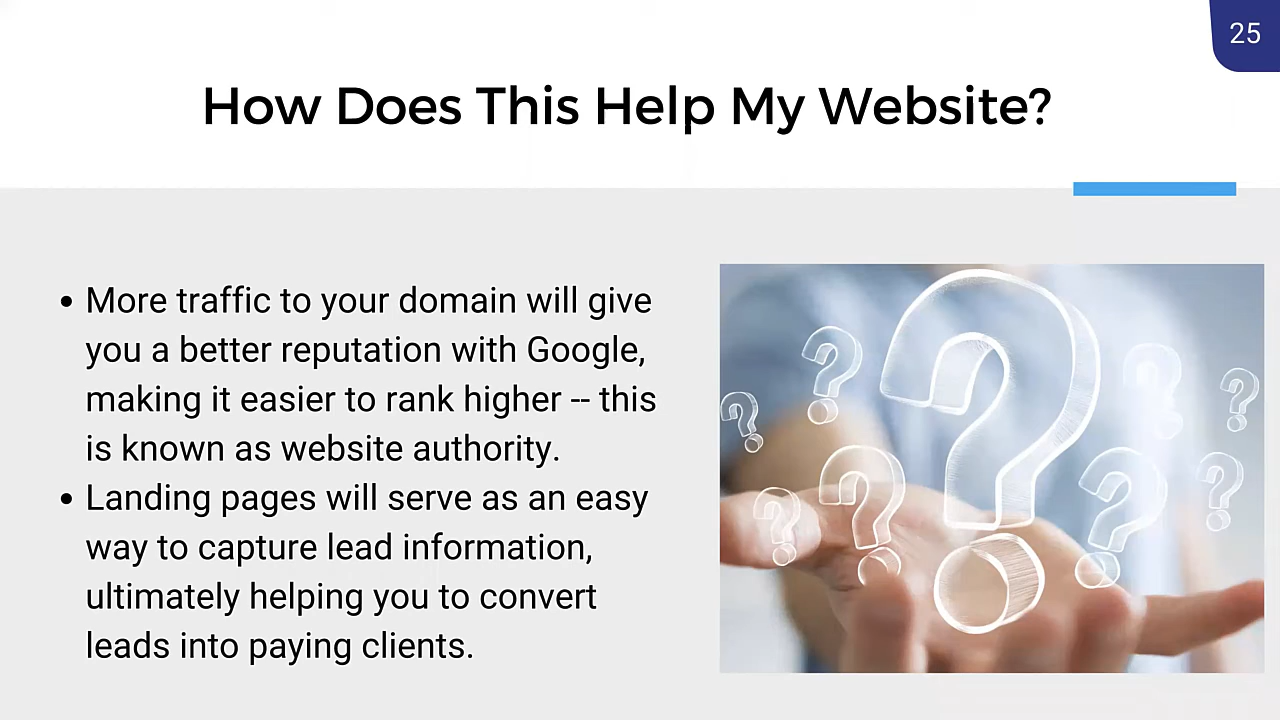 25
How Does This Help My Website?
• More traffic to your domain will give
you a better reputation with Google,
making it easier to rank higher -- this
is known as website authority.
• Landing pages will serve as an easy
way to capture lead information,
ultimately helping you to convert
leads into paying clients.